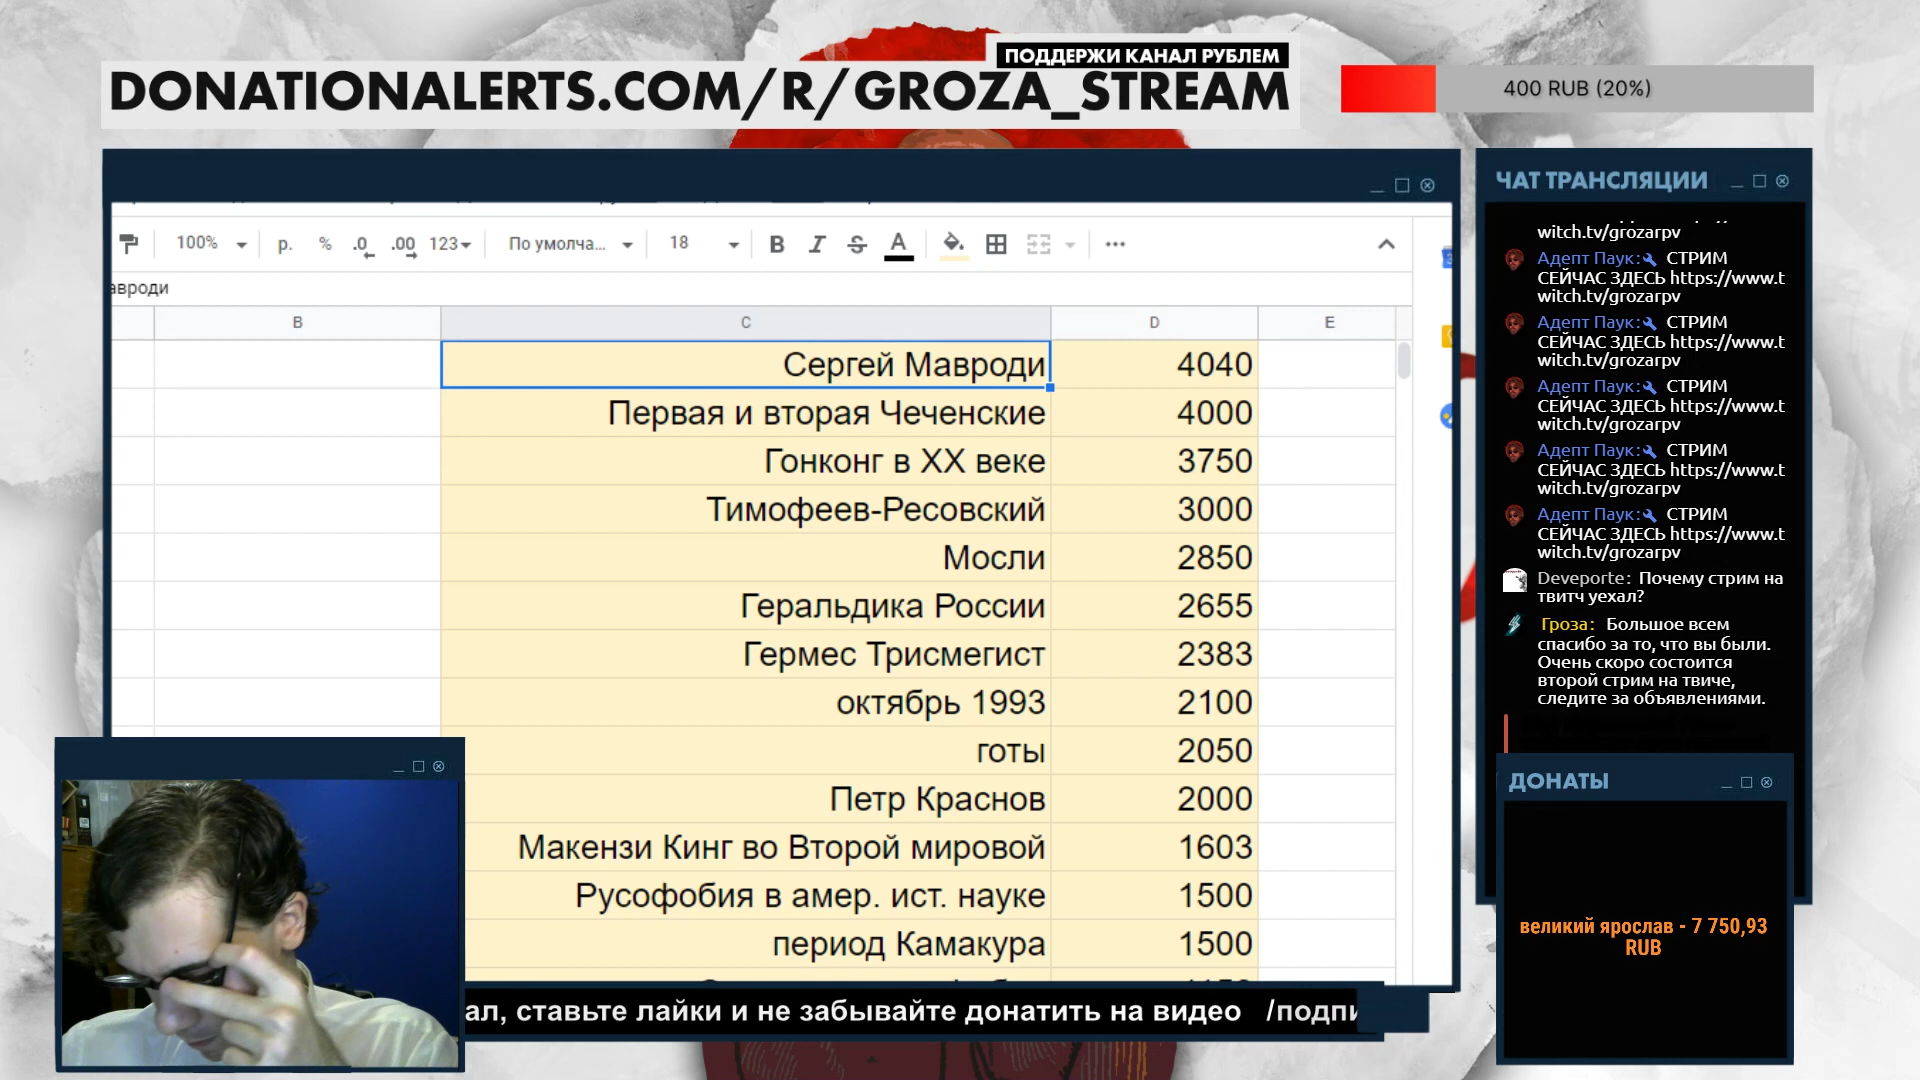 ПОДДЕРЖИ КАНАЛ РУБЛЕМ
DONATIONALERTS.COM/R/GROZA_STREAM
400 RUB (20%)
100%
р.
%
.0
.00
123
По умолча...
18
B
I
S
A
авроди
B
C
D
E
Сергей Мавроди 4040
Первая и вторая Чеченские 4000
Гонконг в XX веке 3750
Тимофеев-Ресовский 3000
Мосли 2850
Геральдика России 2655
Гермес Трисмегист 2383
октябрь 1993 2100
готы 2050
Петр Краснов 2000
Макензи Кинг во Второй мировой 1603
Русофобия в амер. ист. науке 1500
период Камакура 1500
ал, ставьте лайки и не забывайте донатить на видео /подпи
ЧАТ ТРАНСЛЯЦИИ
witch.tv/grozarpv
Адепт Паук: СТРИМ
СЕЙЧАС ЗДЕСЬ https://www.t
witch.tv/grozarpv
Адепт Паук: СТРИМ
СЕЙЧАС ЗДЕСЬ https://www.t
witch.tv/grozarpv
Адепт Паук: СТРИМ
СЕЙЧАС ЗДЕСЬ https://www.t
witch.tv/grozarpv
Адепт Паук: СТРИМ
СЕЙЧАС ЗДЕСЬ https://www.t
witch.tv/grozarpv
Адепт Паук: СТРИМ
СЕЙЧАС ЗДЕСЬ https://www.t
witch.tv/grozarpv
Deveporte: Почему стрим на
твитч уехал?
Гроза: Большое всем
спасибо за то, что вы были.
Очень скоро состоится
второй стрим на твиче,
следите за объявлениями.
ДОНАТЫ
великий ярослав - 7 750,93
RUB